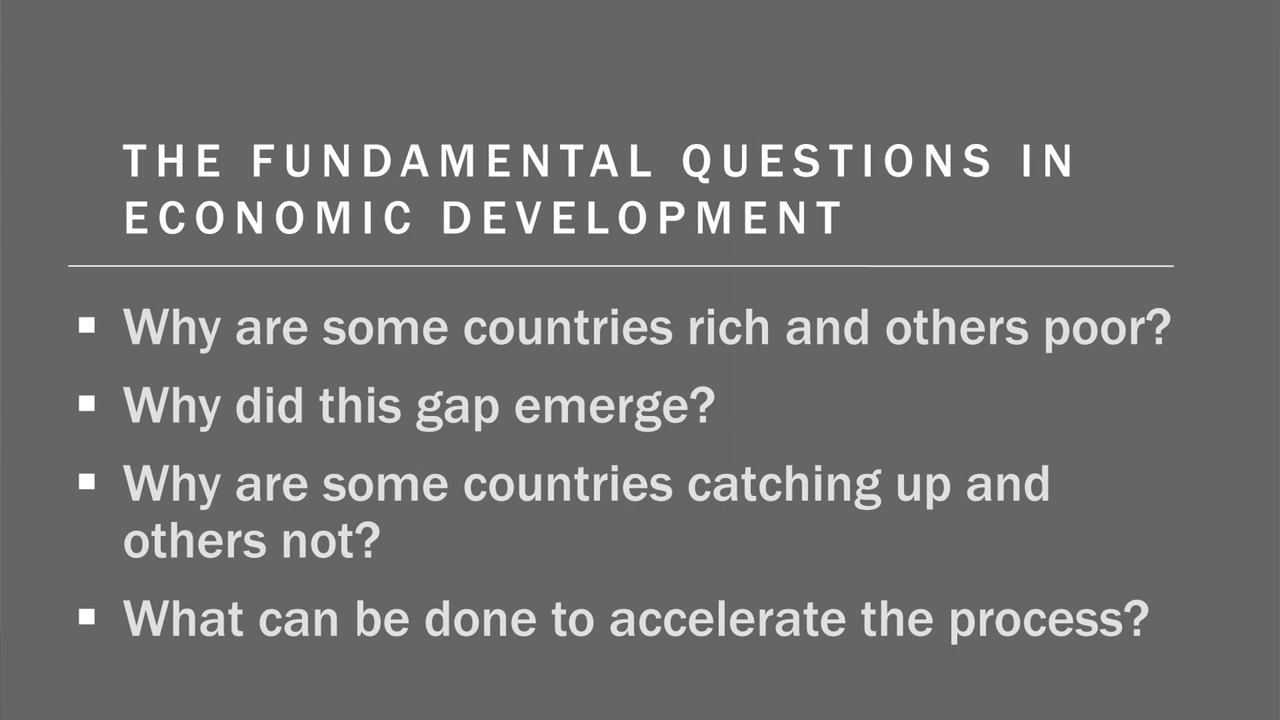 THE FUNDAMENTAL QUESTIONS IN
ECONOMIC DEVELOPMENT
▪ Why are some countries rich and others poor?
▪ Why did this gap emerge?
▪ Why are some countries catching up and
others not?
▪ What can be done to accelerate the process?